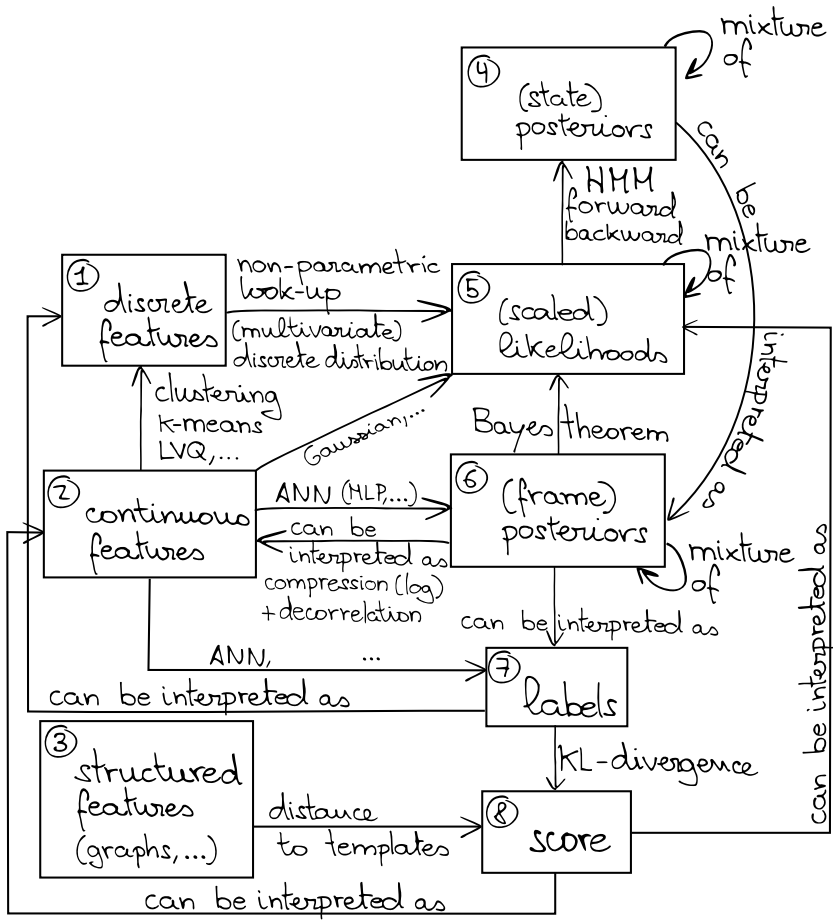 mixture
of
4
(state)
posteriors
can be interpreted as
HMM
forward
backward
mixture
of
1
discrete
features
non-parametric
look-up
(multivariate)
discrete distribution
5
(scaled)
likelihoods
clustering
k-means
LVQ,...
Gaussian,...
Bayes theorem
2
continuous
features
ANN (MLP,...)
can be
interpreted as
compression (log)
+ decorrelation
6
(frame)
posteriors
mixture
of
can be interpreted as
ANN, ...
7
labels
can be interpreted as
can be interpreted as
KL-divergence
3
structured
features
(graphs,...)
distance
to templates
8
score
can be interpreted as